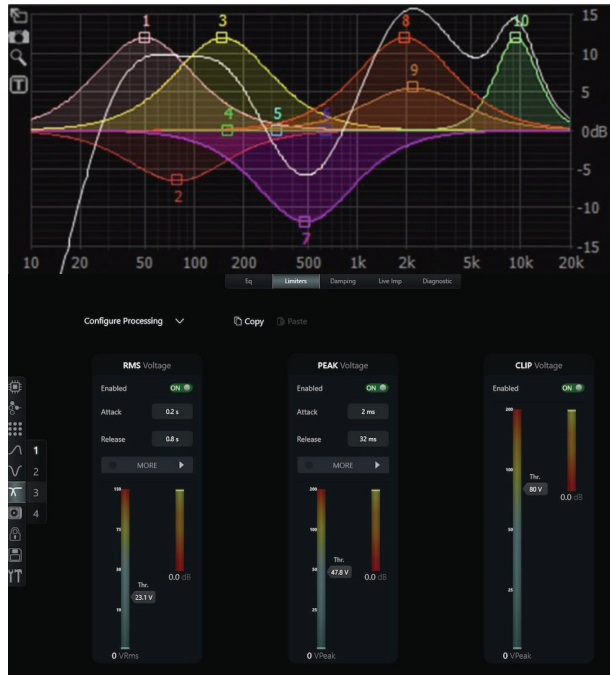 1 3 8 10 15
10
9 5
T
4 5 6 0dB
-5
2
-10
7
-15
10 20 50 100 200 500 1k 2k 5k 10k 20k
Eq Limiters Damping Live Imp Diagnostic
Configure Processing Copy Paste
RMS Voltage PEAK Voltage CLIP Voltage
Enabled ON Enabled ON Enabled ON
Attack 0.2 s Attack 2 ms
Release 0.8 s Release 32 ms
MORE MORE
200
1
2
3
4
200
100
100
Thr.
80 V
0.0 dB
50
Thr.
47.8 V
0.0 dB
50
Thr.
23.1 V
0.0 dB
10
25
25
0 VRms 0 VPeak 0 VPeak